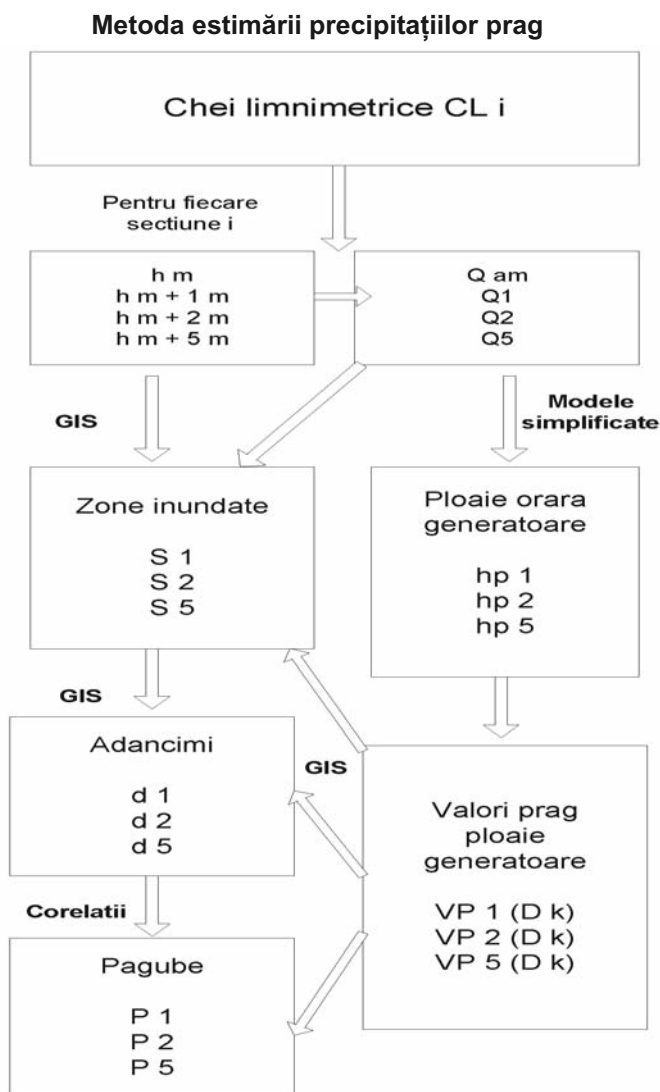 Metoda estimării precipitațiilor prag
Chei limnimetrice CL i
Pentru fiecare
sectiune i
h m
h m + 1 m
h m + 2 m
h m + 5 m
Q am
Q1
Q2
Q5
GIS
Modele
simplificate
Zone inundate
S 1
S 2
S 5
Ploaie orara
generatoare
hp 1
hp 2
hp 5
GIS
Adancimi
d 1
d 2
d 5
GIS
Valori prag
ploaie
generatoare
VP 1 (D k)
VP 2 (D k)
VP 5 (D k)
Corelatii
Pagube
P 1
P 2
P 5